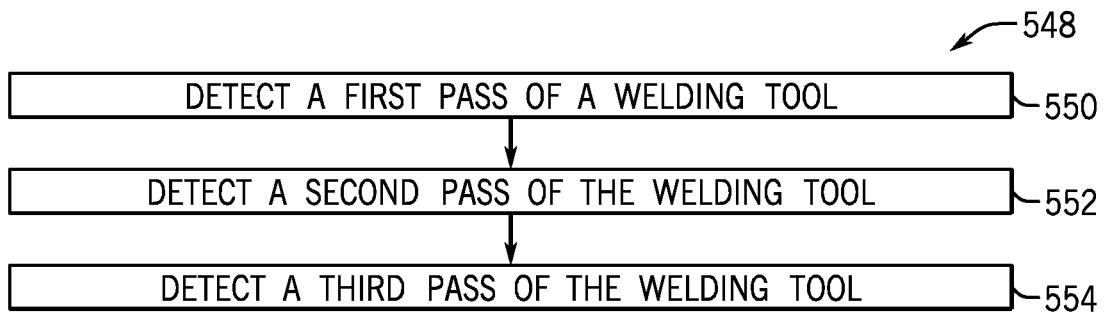 548
DETECT A FIRST PASS OF A WELDING TOOL
550
DETECT A SECOND PASS OF THE WELDING TOOL
552
DETECT A THIRD PASS OF THE WELDING TOOL
554